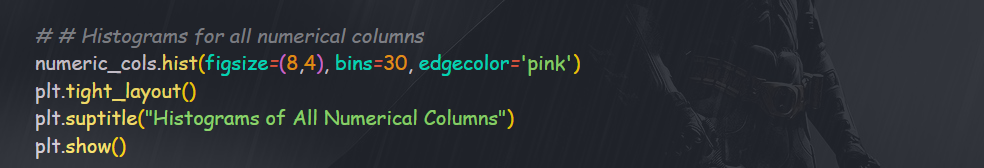 # # Histograms for all numerical columns
numeric_cols.hist(figsize=(8,4), bins=30, edgecolor='pink')
plt.tight_layout()
plt.suptitle("Histograms of All Numerical Columns")
plt.show()